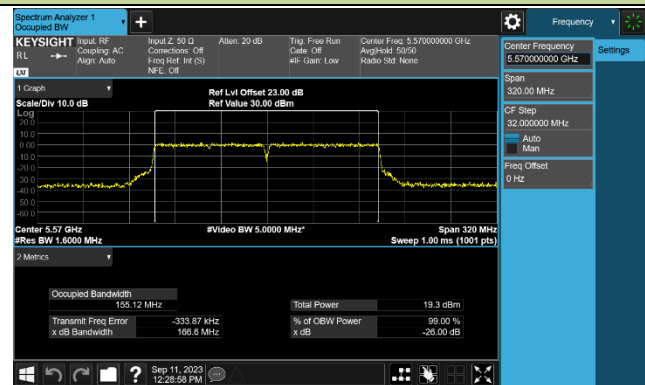 Spectrum Analyzer 1
Occupied BW
Frequency
KEYSIGHT
RL
LXI
Input: RF
Coupling: AC
Align: Auto
Input Z: 50 Ω
Corrections: Off
Freq Ref: Int (S)
NFE: Off
Atten: 20 dB
Trig: Free Run
Gate: Off
#IF Gain: Low
Center Freq: 5.570000000 GHz
Avg|Hold: 50/50
Radio Std: None
Center Frequency
5.570000000 GHz
Settings
Span
320.00 MHz
CF Step
32.000000 MHz
Auto
Man
Freq Offset
0 Hz
1 Graph
Scale/Div 10.0 dB
Ref Lvl Offset 23.00 dB
Ref Value 30.00 dBm
Log
20.0
10.0
0.00
-10.0
-20.0
-30.0
-40.0
-50.0
-60.0
Center 5.57 GHz
#Video BW 5.0000 MHz*
Span 320 MHz
#Res BW 1.6000 MHz
Sweep 1.00 ms (1001 pts)
2 Metrics
Occupied Bandwidth
155.12 MHz
Total Power 19.3 dBm
Transmit Freq Error -333.87 kHz
% of OBW Power 99.00 %
x dB Bandwidth 166.6 MHz
x dB -26.00 dB
Sep 11, 2023
12:28:58 PM